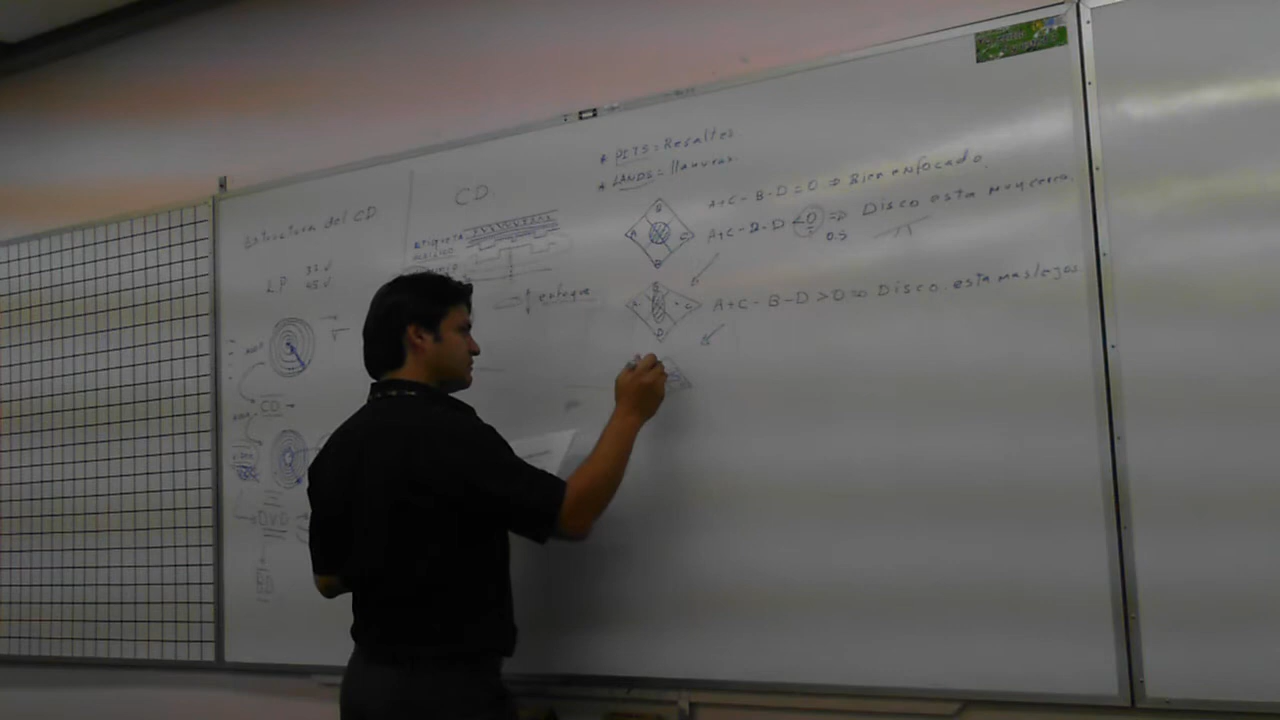 Estructura del CD
LP 33
45
CD
DVD
CD
ETIQUETA
enfoque
* PITS = Resaltes.
* LANDS = llanuras.
B
A C
D
A+C-B-D=0 ⇒ Bien enfocado.
A+C-B-D<0 ⇒ Disco esta muy cerca.
0.5
B
A C
D
A+C-B-D>0 ⇒ Disco esta mas lejos